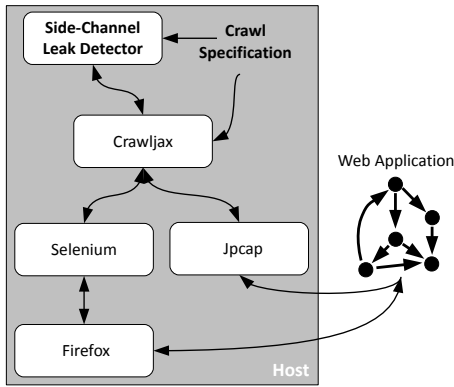 Side-Channel
Leak Detector
Crawl
Specification
Crawljax
Web Application
Selenium
Jpcap
Firefox
Host